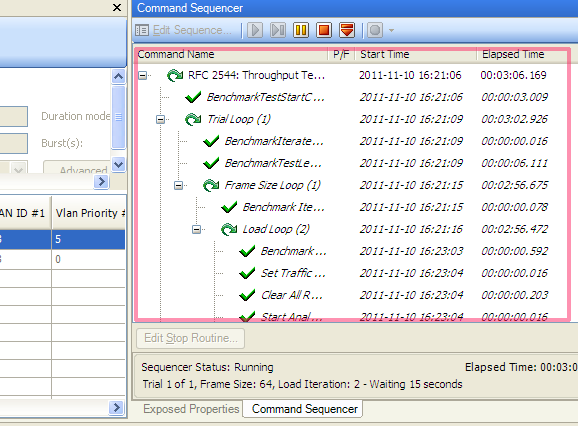 Command Sequencer
Edit Sequence...
Command Name P/F Start Time Elapsed Time
RFC 2544: Throughput Te... 2011-11-10 16:21:06 00:03:06.169
BenchmarkTestStartC... 2011-11-10 16:21:06 00:00:03.009
Trial Loop (1) 2011-11-10 16:21:09 00:03:02.926
BenchmarkIterate... 2011-11-10 16:21:09 00:00:00.016
BenchmarkTestLe... 2011-11-10 16:21:09 00:00:06.111
Frame Size Loop (1) 2011-11-10 16:21:15 00:02:56.675
Benchmark Ite... 2011-11-10 16:21:15 00:00:00.078
Load Loop (2) 2011-11-10 16:21:16 00:02:56.472
Benchmark ... 2011-11-10 16:23:03 00:00:00.592
Set Traffic ... 2011-11-10 16:23:04 00:00:00.016
Clear All R... 2011-11-10 16:23:04 00:00:00.203
Start Anal... 2011-11-10 16:23:04 00:00:00.016
Duration mode
Burst(s):
Advanced
AN ID #1 Vlan Priority #
3 5
3 0
Edit Stop Routine...
Sequencer Status: Running Elapsed Time: 00:03:0
Trial 1 of 1, Frame Size: 64, Load Iteration: 2 - Waiting 15 seconds
Exposed Properties Command Sequencer